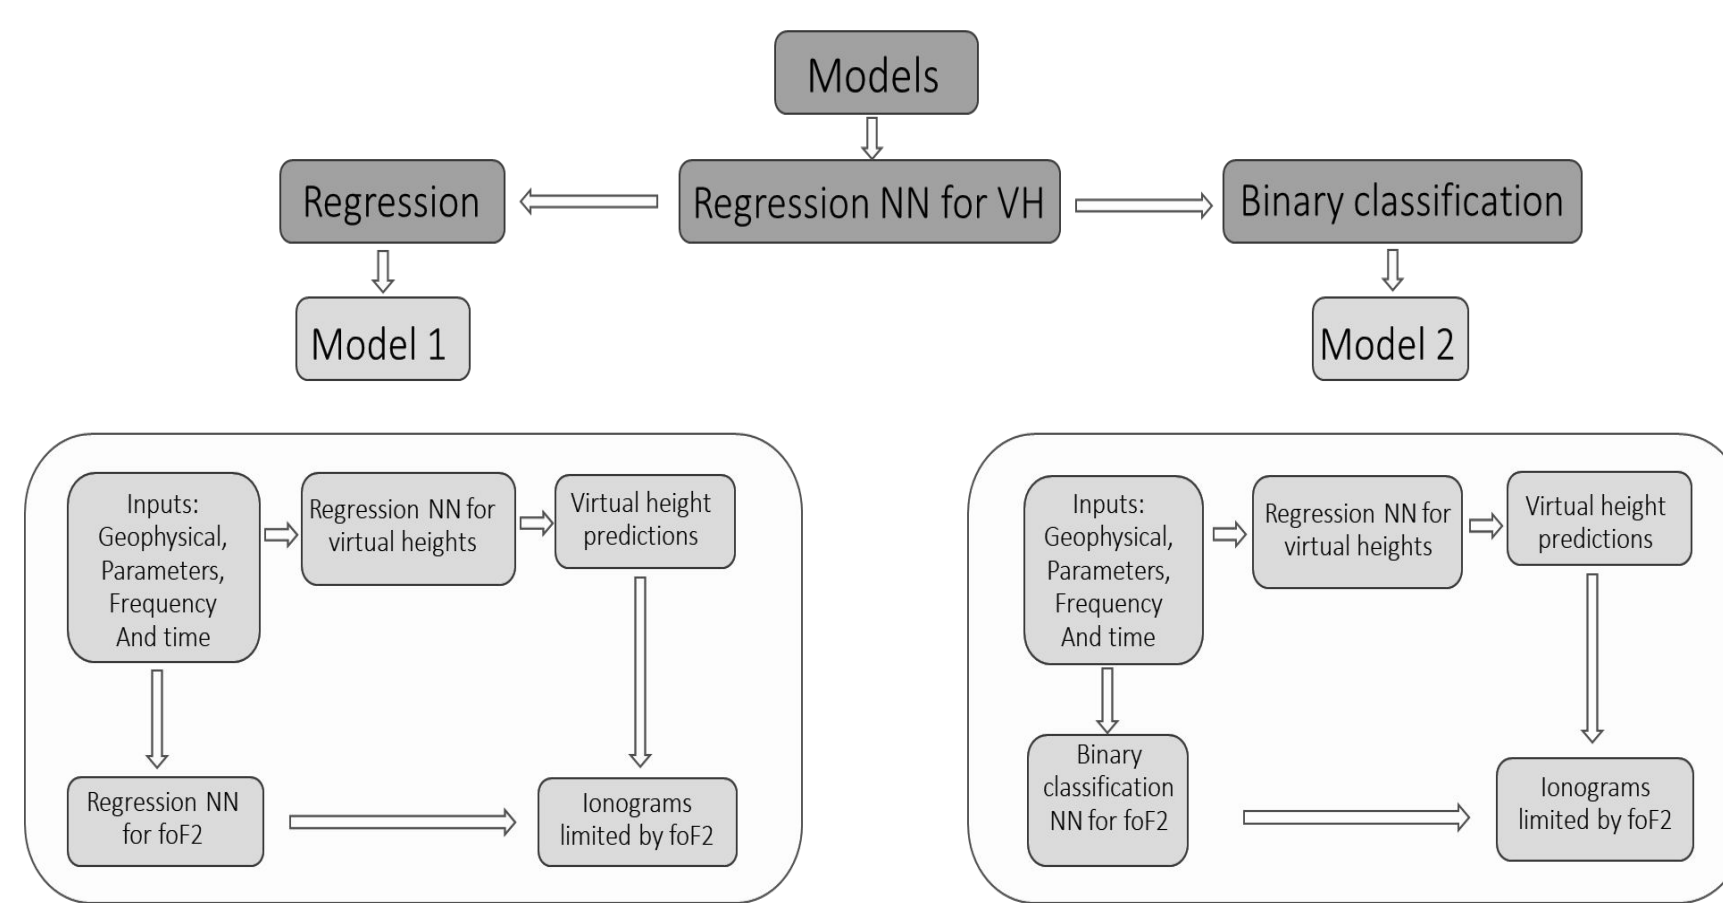 Models
Regression
Regression NN for VH
Binary classification
Model 1
Model 2
Inputs:
Geophysical,
Parameters,
Frequency
And time
Regression NN for
virtual heights
Virtual height
predictions
Regression NN
for foF2
Ionograms
limited by foF2
Inputs:
Geophysical,
Parameters,
Frequency
And time
Regression NN for
virtual heights
Virtual height
predictions
Binary
classification
NN for foF2
Ionograms
limited by foF2